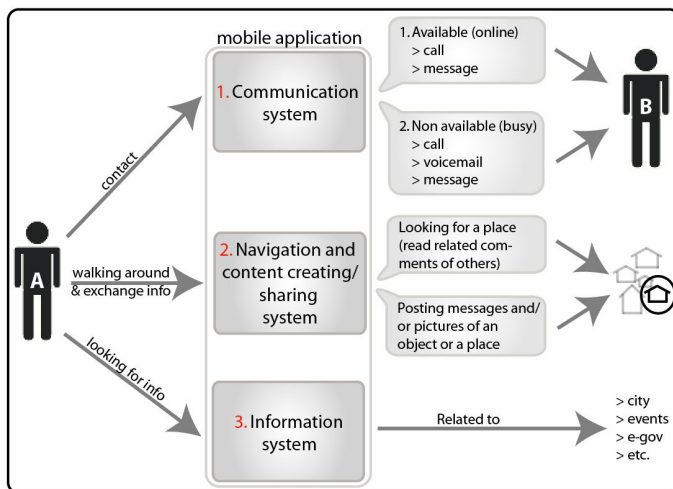 mobile application
1. Communication
system
1. Available (online)
> call
> message
2. Non available (busy)
> call
> voicemail
> message
B
contact
A
walking around
& exchange info
2. Navigation and
content creating/
sharing
system
Looking for a place
(read related com-
ments of others)
Posting messages and/
or pictures of an
object or a place
looking for info
3. Information
system
Related to
> city
> events
> e-gov
> etc.